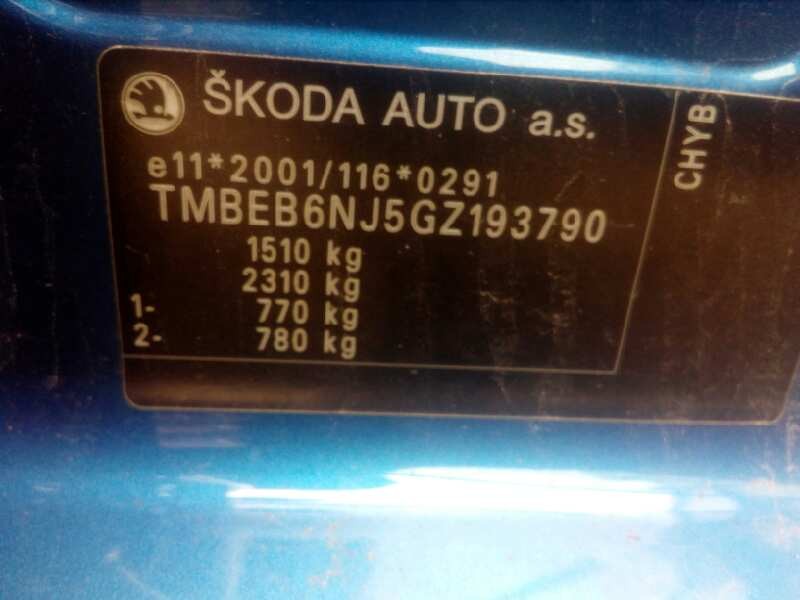 ŠKODA AUTO a.s.
e11*2001/116*0291
TMBEB6NJ5GZ193790
1510 kg
2310 kg
1- 770 kg
2- 780 kg
CHYB